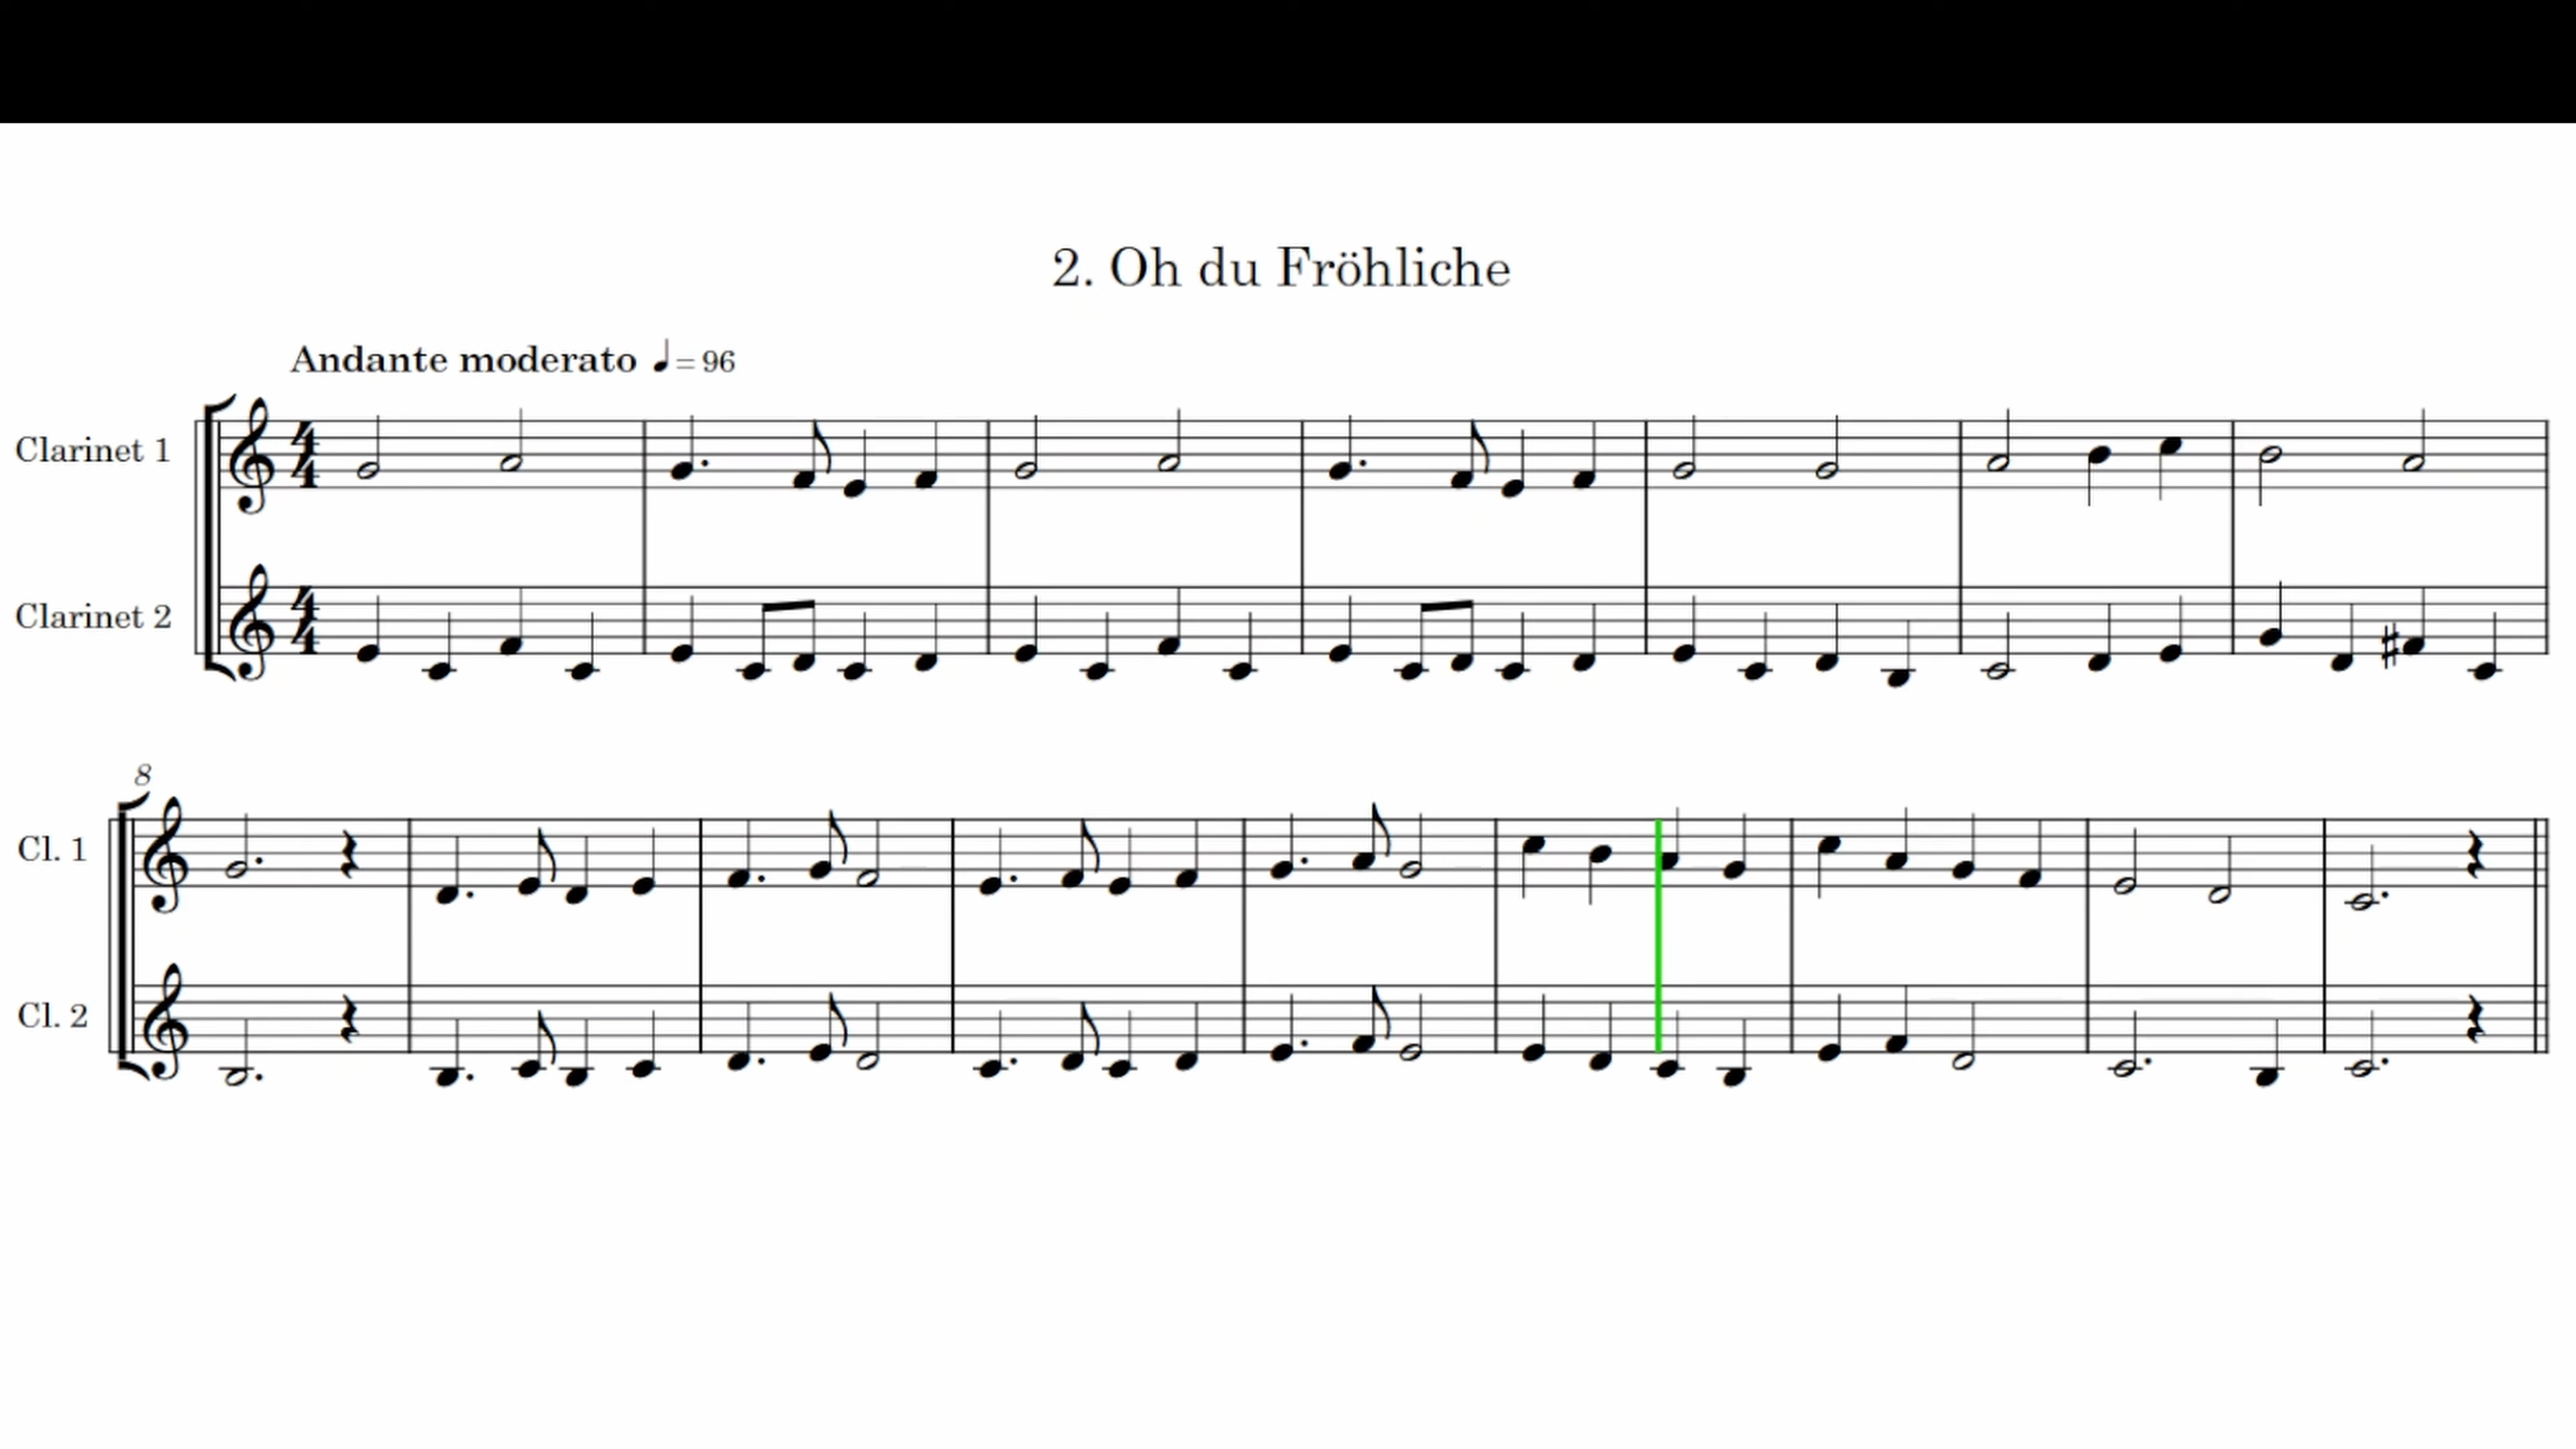 2. Oh du Fröhliche
Andante moderato ♩ = 96
Clarinet 1
Clarinet 2
8
Cl. 1
Cl. 2